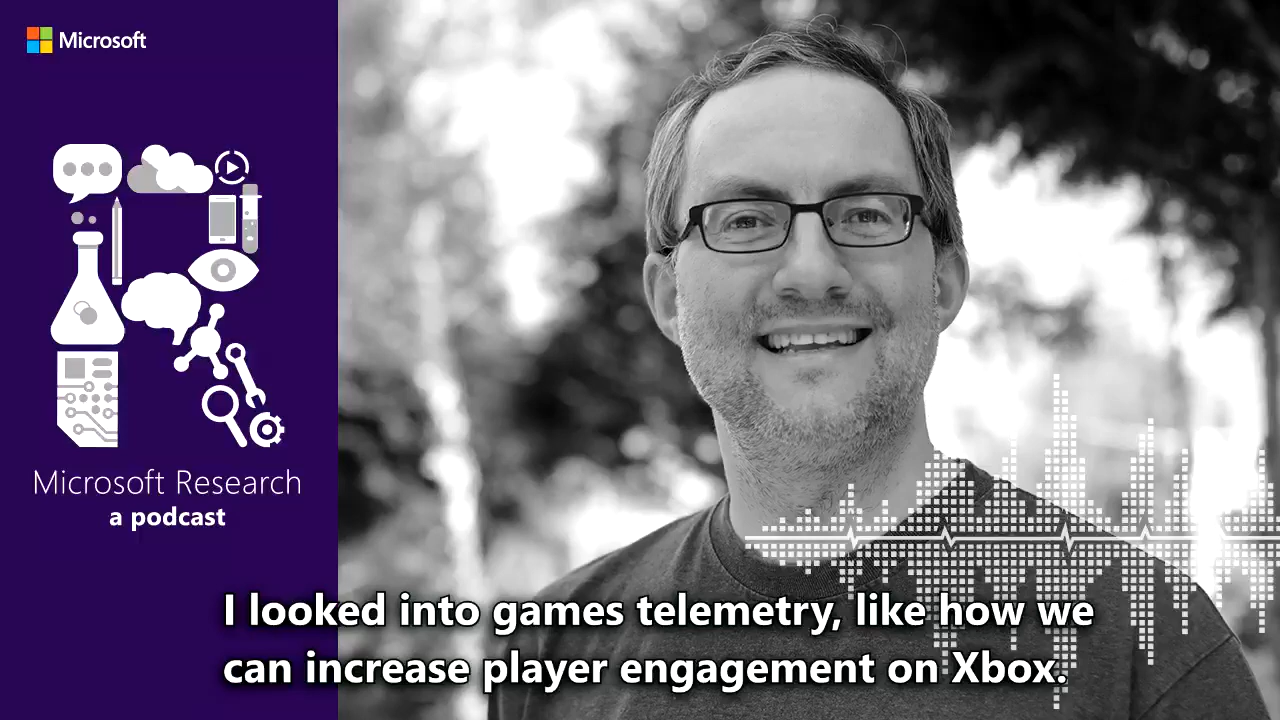 Microsoft
Microsoft Research
a podcast
I looked into games telemetry, like how we
can increase player engagement on Xbox.